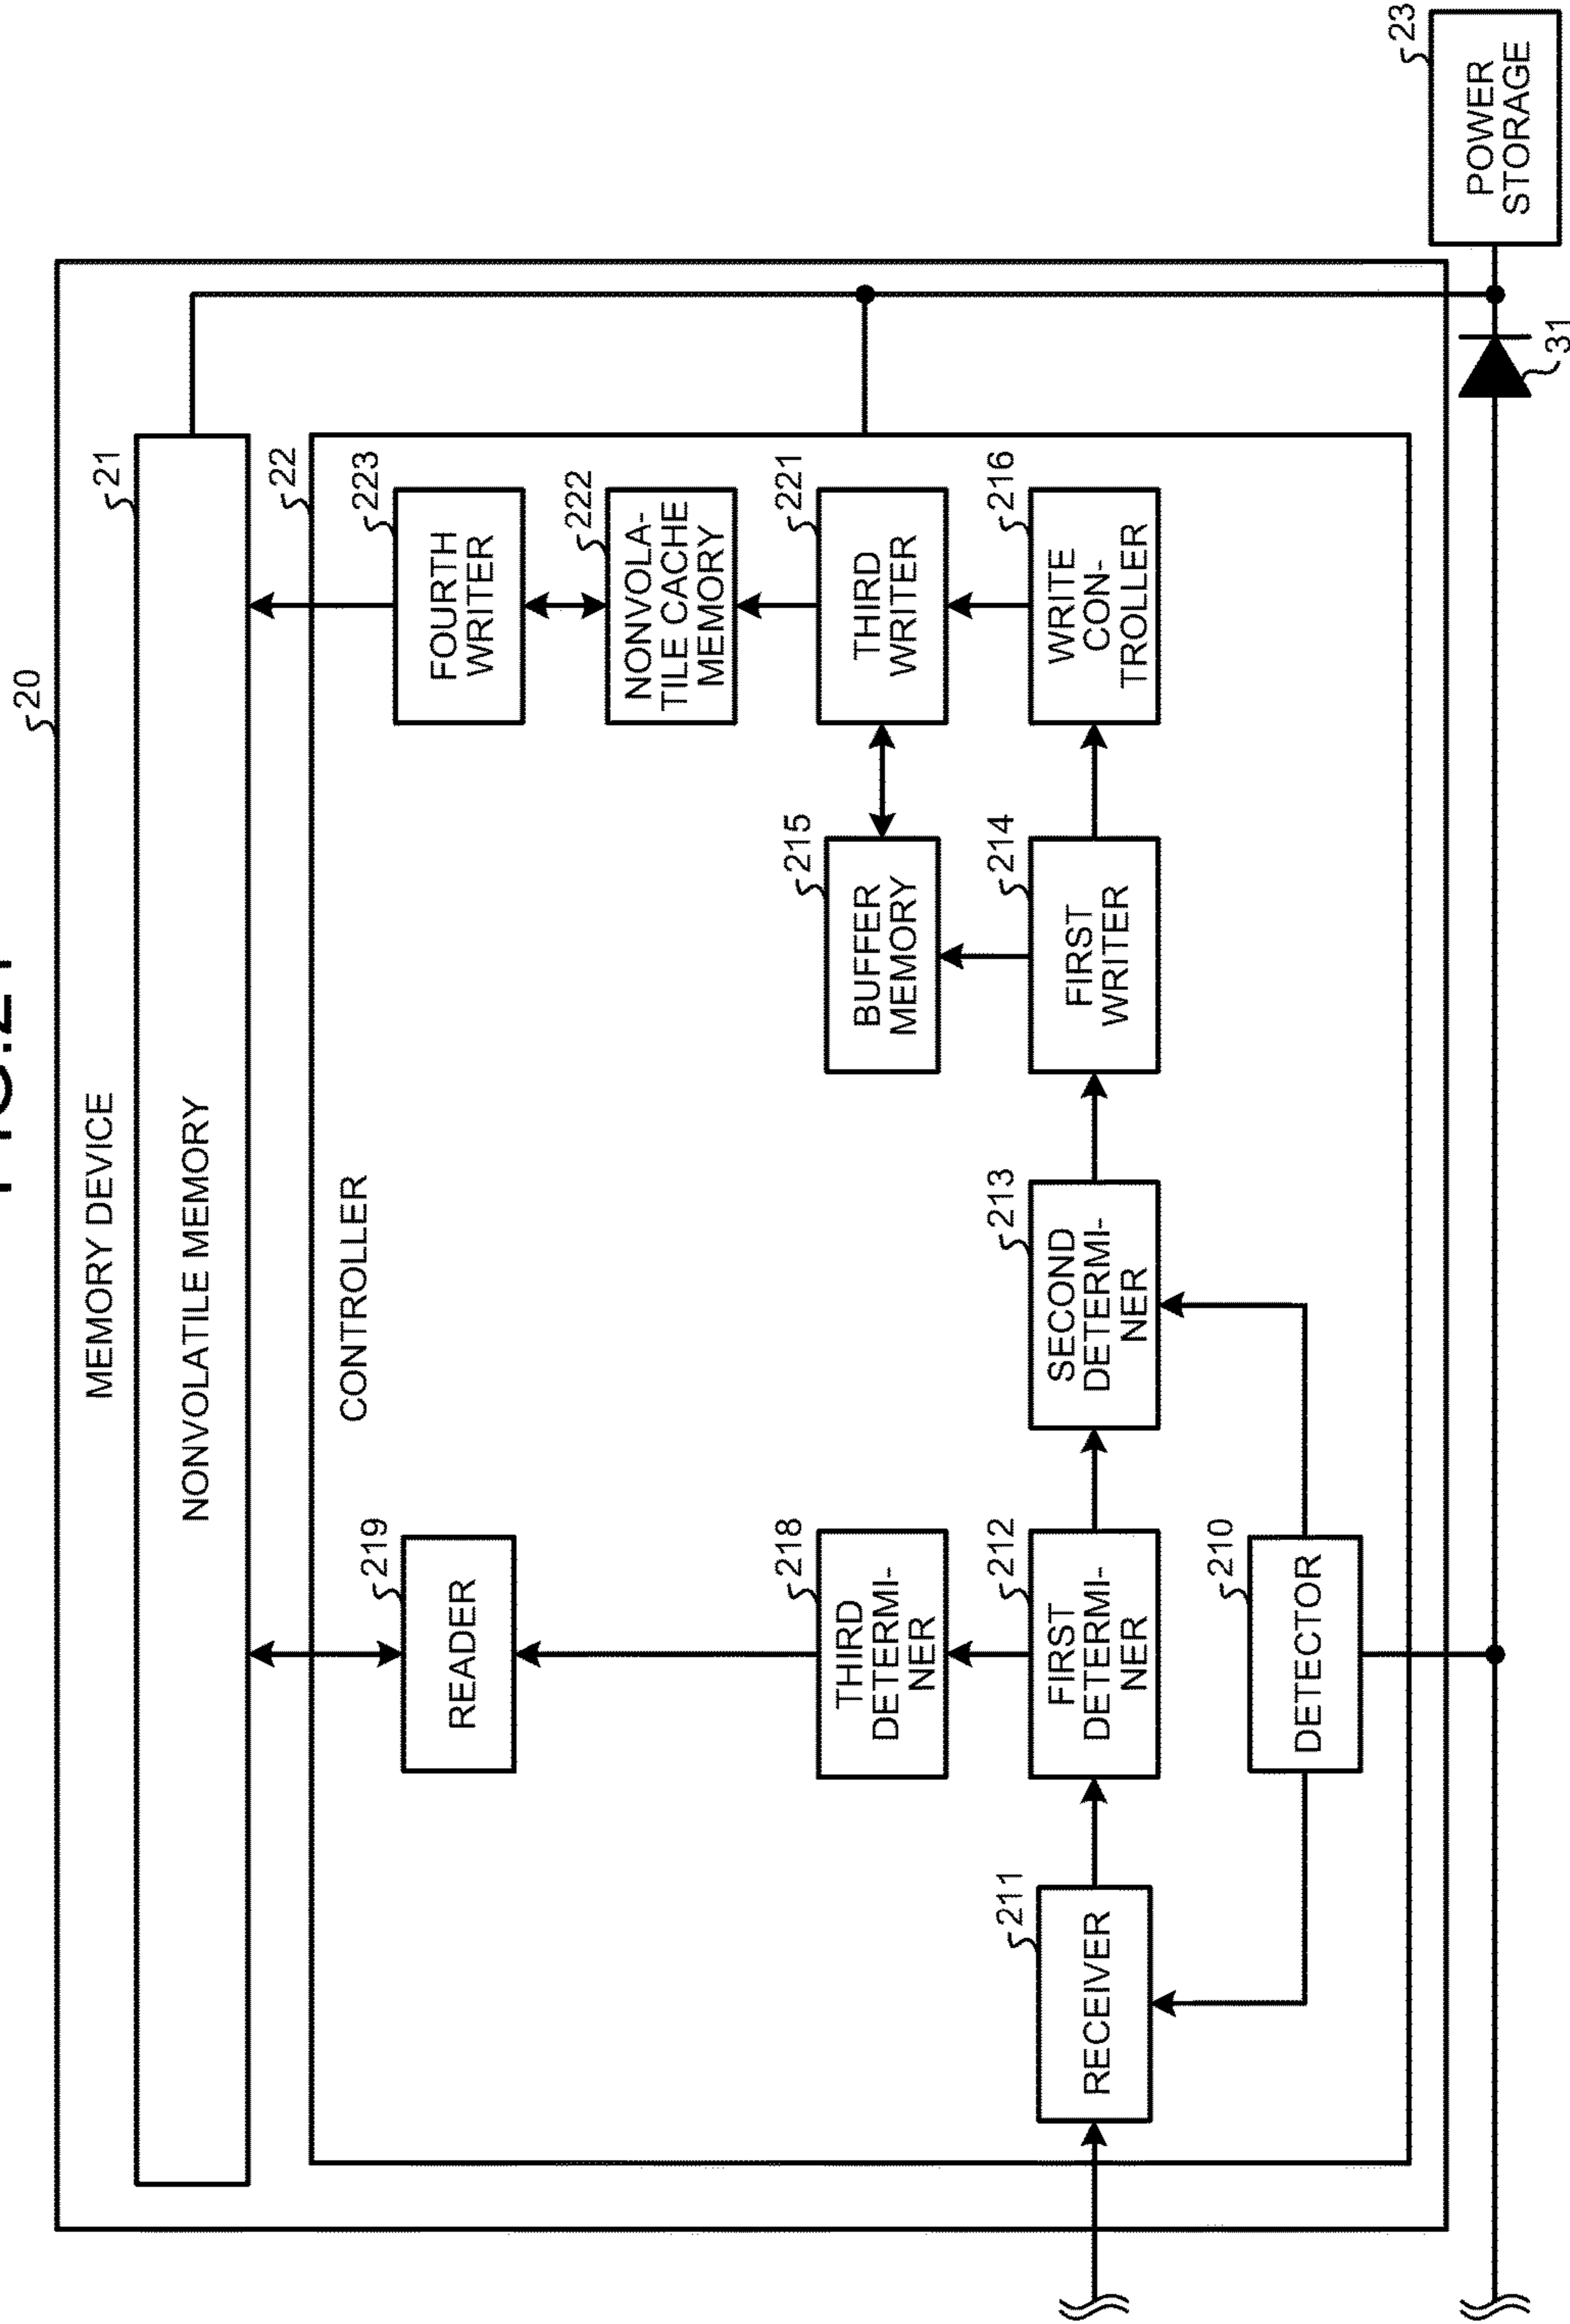 20
MEMORY DEVICE
21
NONVOLATILE MEMORY
22
CONTROLLER
219
READER
223
FOURTH
WRITER
222
NONVOLA-
TILE CACHE
MEMORY
218
THIRD
DETERMI-
NER
215
BUFFER
MEMORY
221
THIRD
WRITER
211
RECEIVER
212
FIRST
DETERMI-
NER
213
SECOND
DETERMI-
NER
214
FIRST
WRITER
216
WRITE
CON-
TROLLER
210
DETECTOR
23
POWER
STORAGE
31